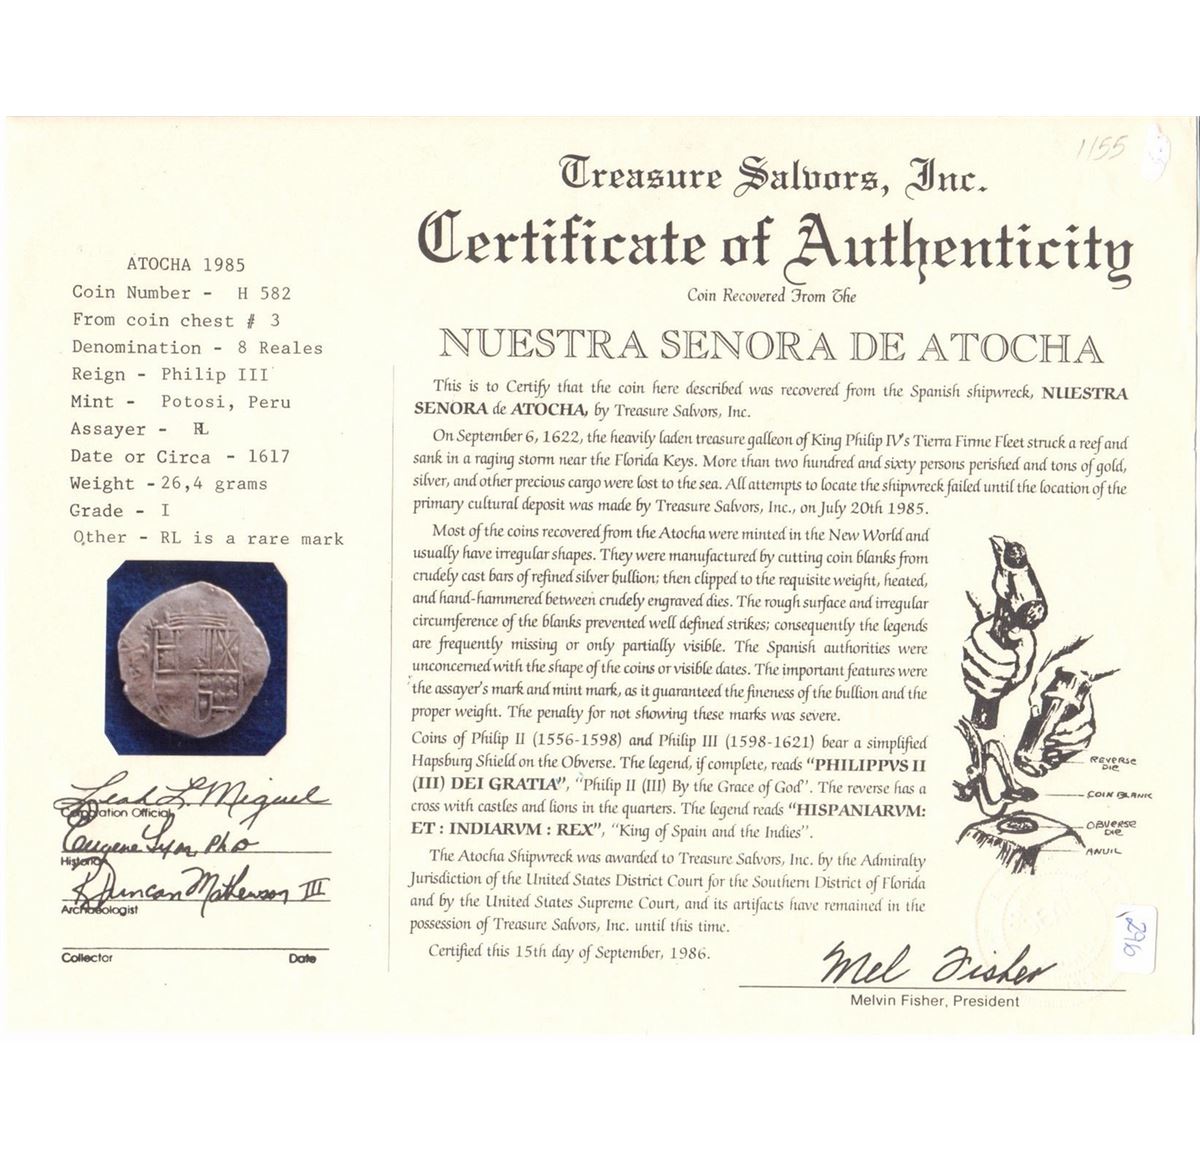 1155
Treasure Salvors, Inc.
Certificate of Authenticity
Coin Recovered From The
NUESTRA SENORA DE ATOCHA
ATOCHA 1985
Coin Number - H 582
From coin chest # 3
Denomination - 8 Reales
Reign - Philip III
Mint - Potosi, Peru
Assayer - RL
Date or Circa - 1617
Weight - 26,4 grams
Grade - I
Other - RL is a rare mark
Leah L. Miguel
Corporation Official
Eugene Lyon, PhD
Historian
R Duncan Mathewson III
Archaeologist
Collector Date
This is to Certify that the coin here described was recovered from the Spanish shipwreck, NUESTRA
SENORA de ATOCHA, by Treasure Salvors, Inc.
On September 6, 1622, the heavily laden treasure galleon of King Philip IV's Tierra Firme Fleet struck a reef and
sank in a raging storm near the Florida Keys. More than two hundred and sixty persons perished and tons of gold,
silver, and other precious cargo were lost to the sea. All attempts to locate the shipwreck failed until the location of the
primary cultural deposit was made by Treasure Salvors, Inc., on July 20th 1985.
Most of the coins recovered from the Atocha were minted in the New World and
usually have irregular shapes. They were manufactured by cutting coin blanks from
crudely cast bars of refined silver bullion; then clipped to the requisite weight, heated,
and hand-hammered between crudely engraved dies. The rough surface and irregular
circumference of the blanks prevented well defined strikes; consequently the legends
are frequently missing or only partially visible. The Spanish authorities were
unconcerned with the shape of the coins or visible dates. The important features were
the assayer's mark and mint mark, as it guaranteed the fineness of the bullion and the
proper weight. The penalty for not showing these marks was severe.
Coins of Philip II (1556-1598) and Philip III (1598-1621) bear a simplified
Hapsburg Shield on the Obverse. The legend, if complete, reads "PHILIPPVS II
(III) DEI GRATIA", "Philip II (III) By the Grace of God". The reverse has a
cross with castles and lions in the quarters. The legend reads "HISPANIARVM:
ET : INDIARVM : REX", "King of Spain and the Indies".
The Atocha Shipwreck was awarded to Treasure Salvors, Inc. by the Admiralty
Jurisdiction of the United States District Court for the Southern District of Florida
and by the United States Supreme Court, and its artifacts have remained in the
possession of Treasure Salvors, Inc. until this time.
Certified this 15th day of September, 1986.
REVERSE
DIE
COIN BLANK
OBVERSE
DIE
ANVIL
296
Mel Fisher
Melvin Fisher, President